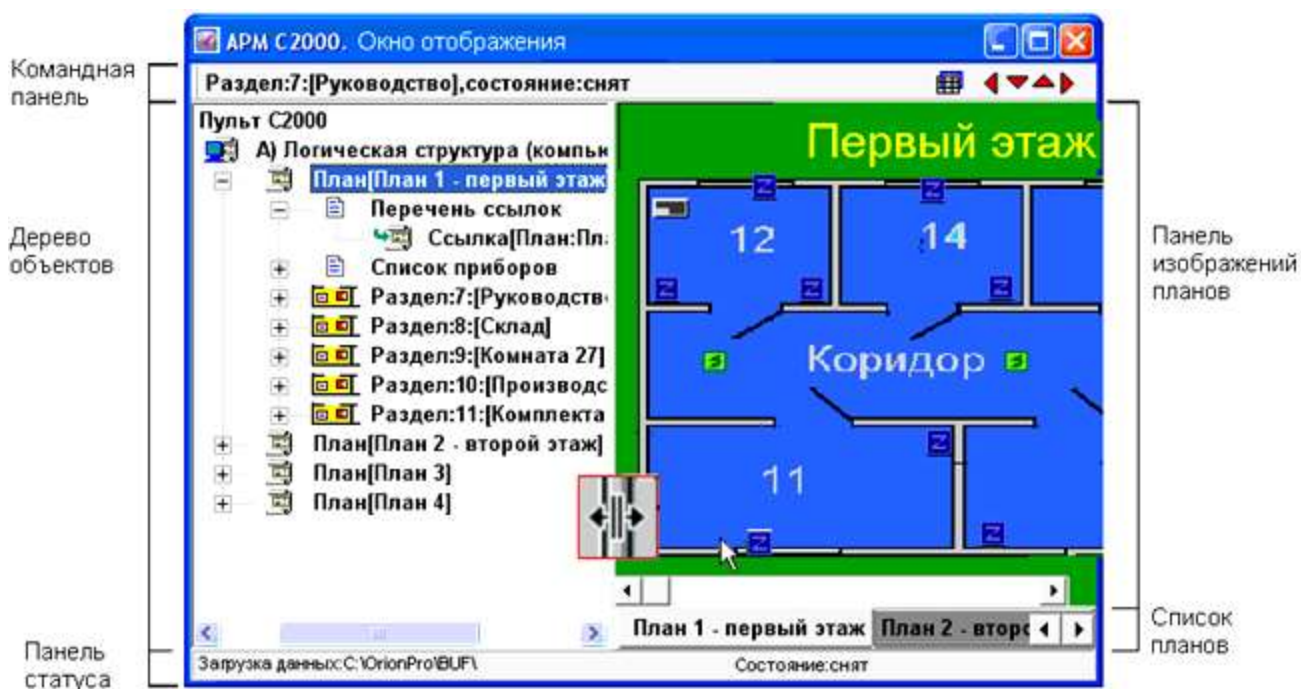 АРМ С2000. Окно отображения
Командная
панель
Раздел:7:[Руководство],состояние:снят
Пульт С2000
А) Логическая структура (компьн
План[План 1 - первый этаж
Перечень ссылок
Ссылка[План:Пла
Список приборов
Раздел:7:[Руководств
Раздел:8:[Склад]
Раздел:9:[Комната 27]
Раздел:10:[Производс
Раздел:11:[Комплекта
План[План 2 - второй этаж]
План[План 3]
План[План 4]
Дерево
объектов
Первый этаж
12
14
Коридор
11
Панель
изображений
планов
План 1 - первый этаж
План 2 - второ
Список
планов
Панель
статуса
Загрузка данных:C:\OrionPro\BUF\
Состояние:снят